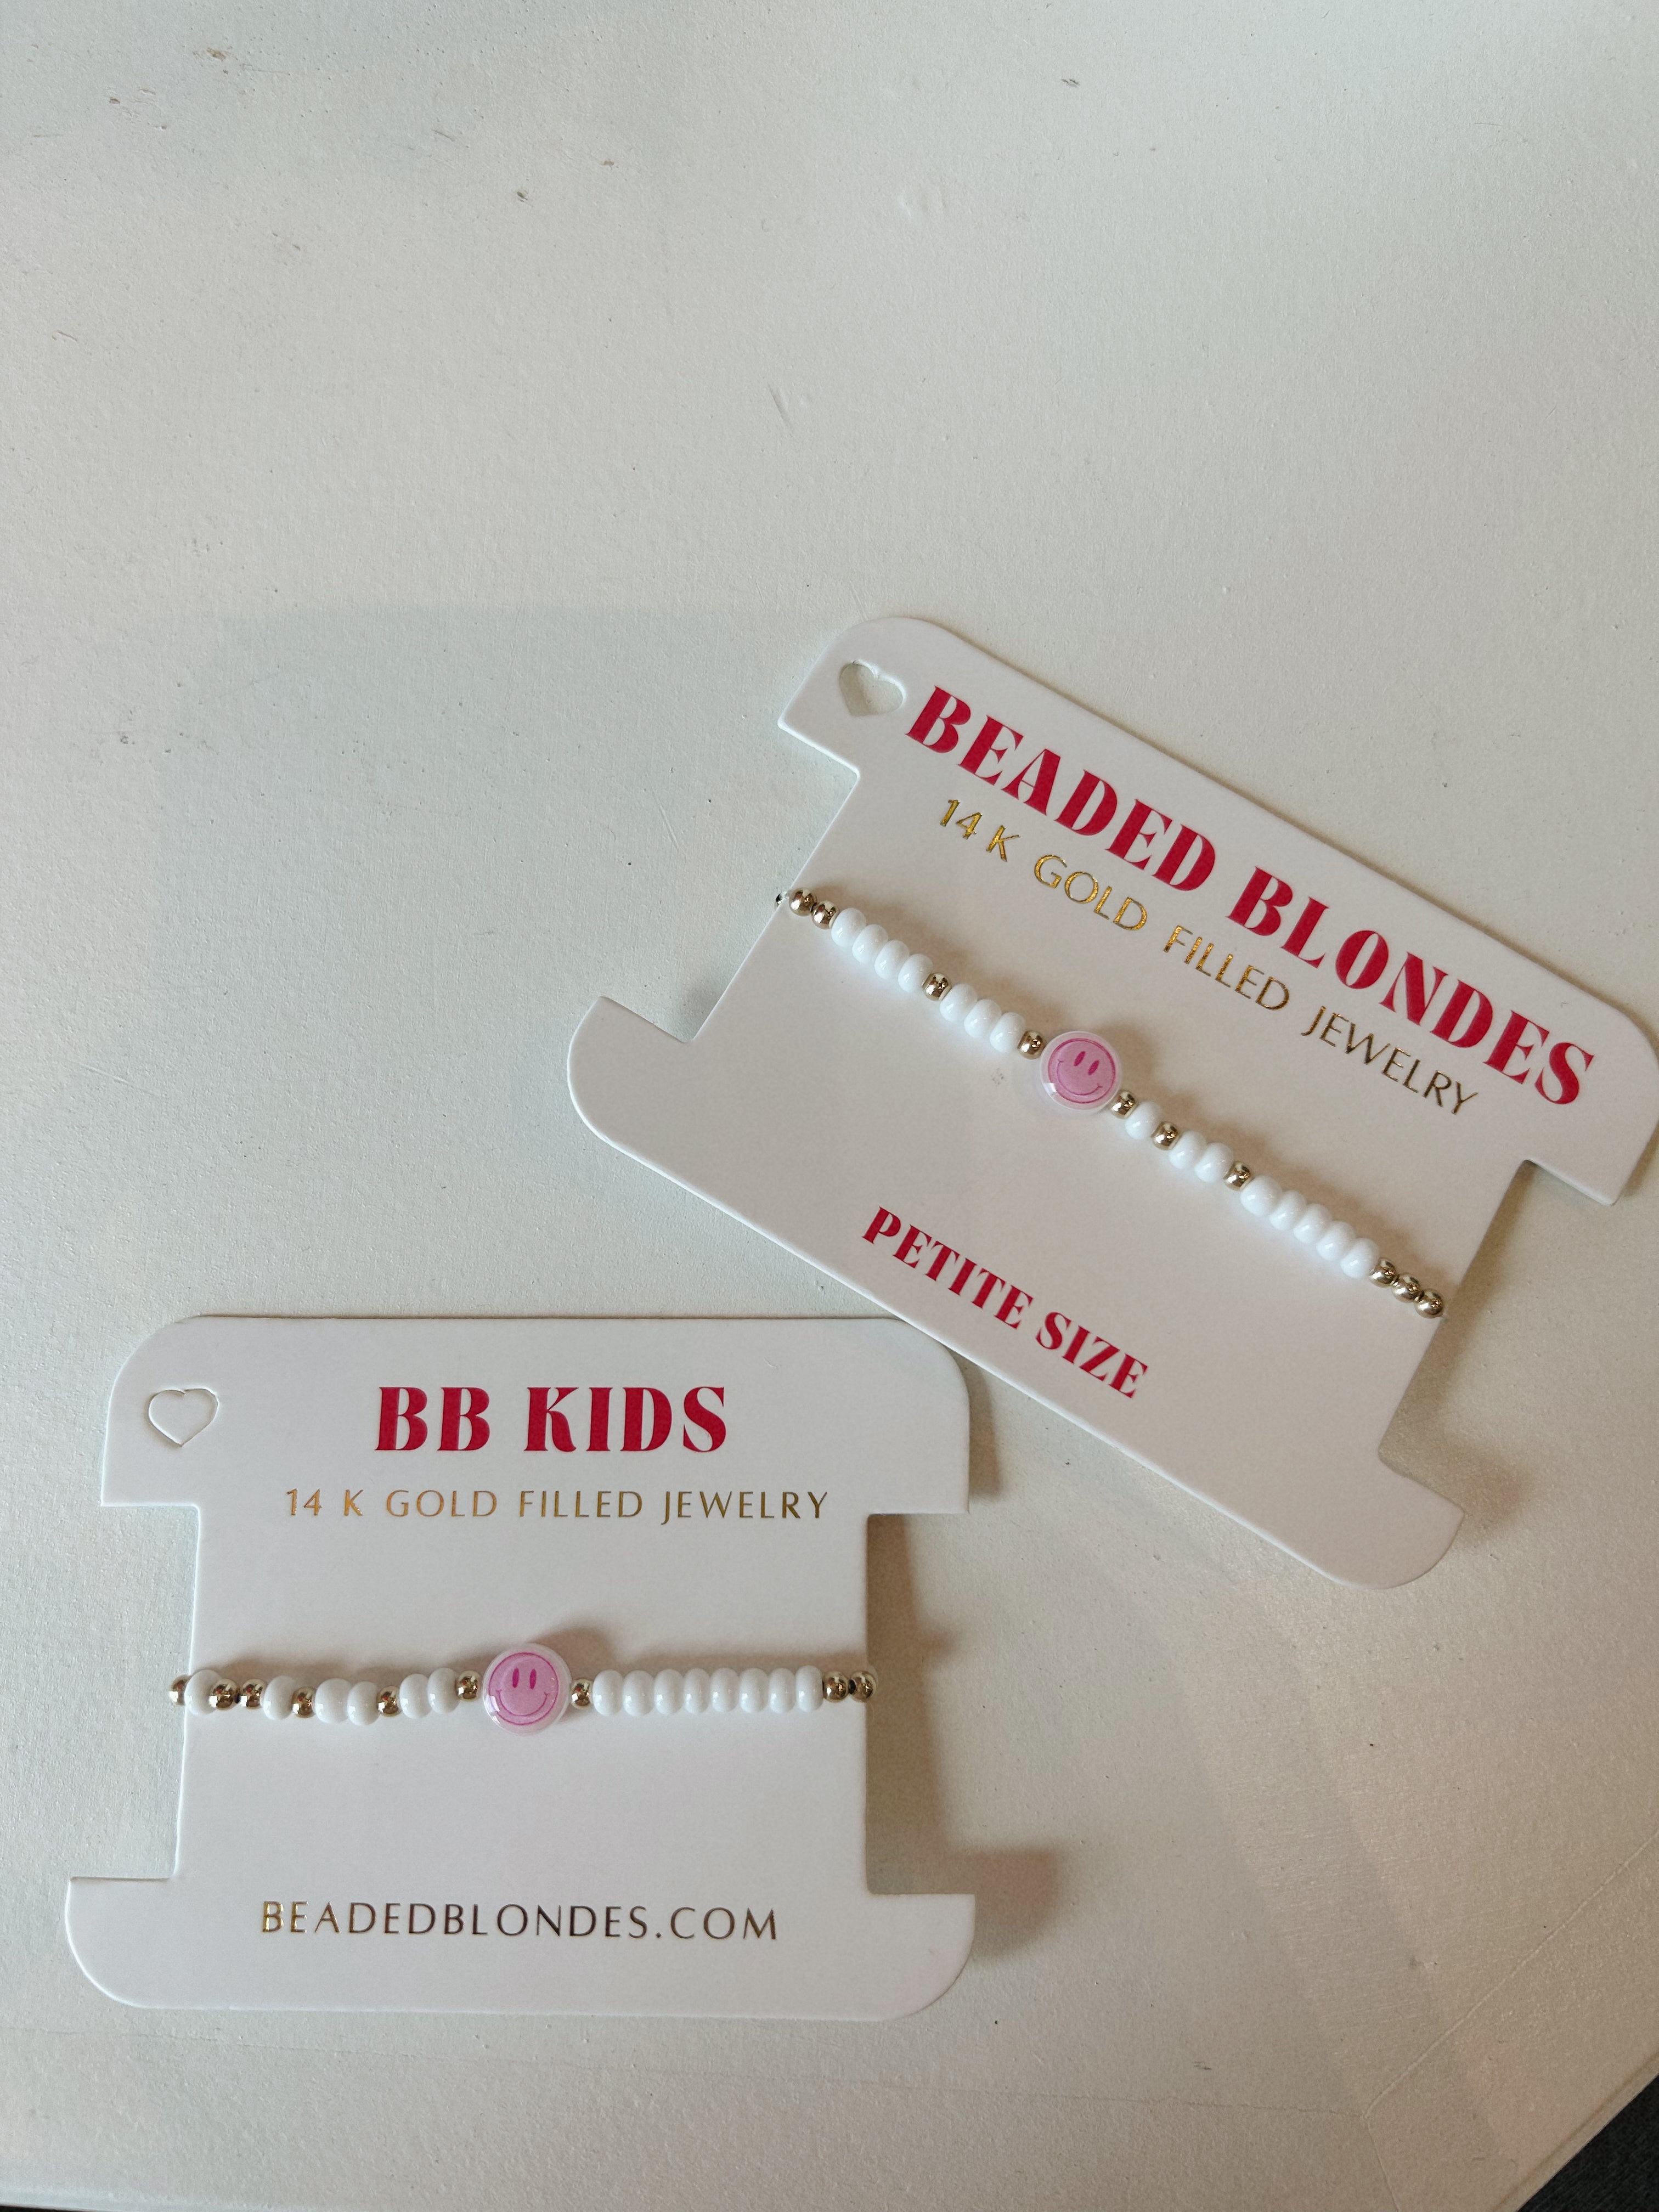 BEADED BLONDES
14 K GOLD FILLED JEWELRY
PETITE SIZE
BB KIDS
14 K GOLD FILLED JEWELRY
BEADEDBLONDES.COM